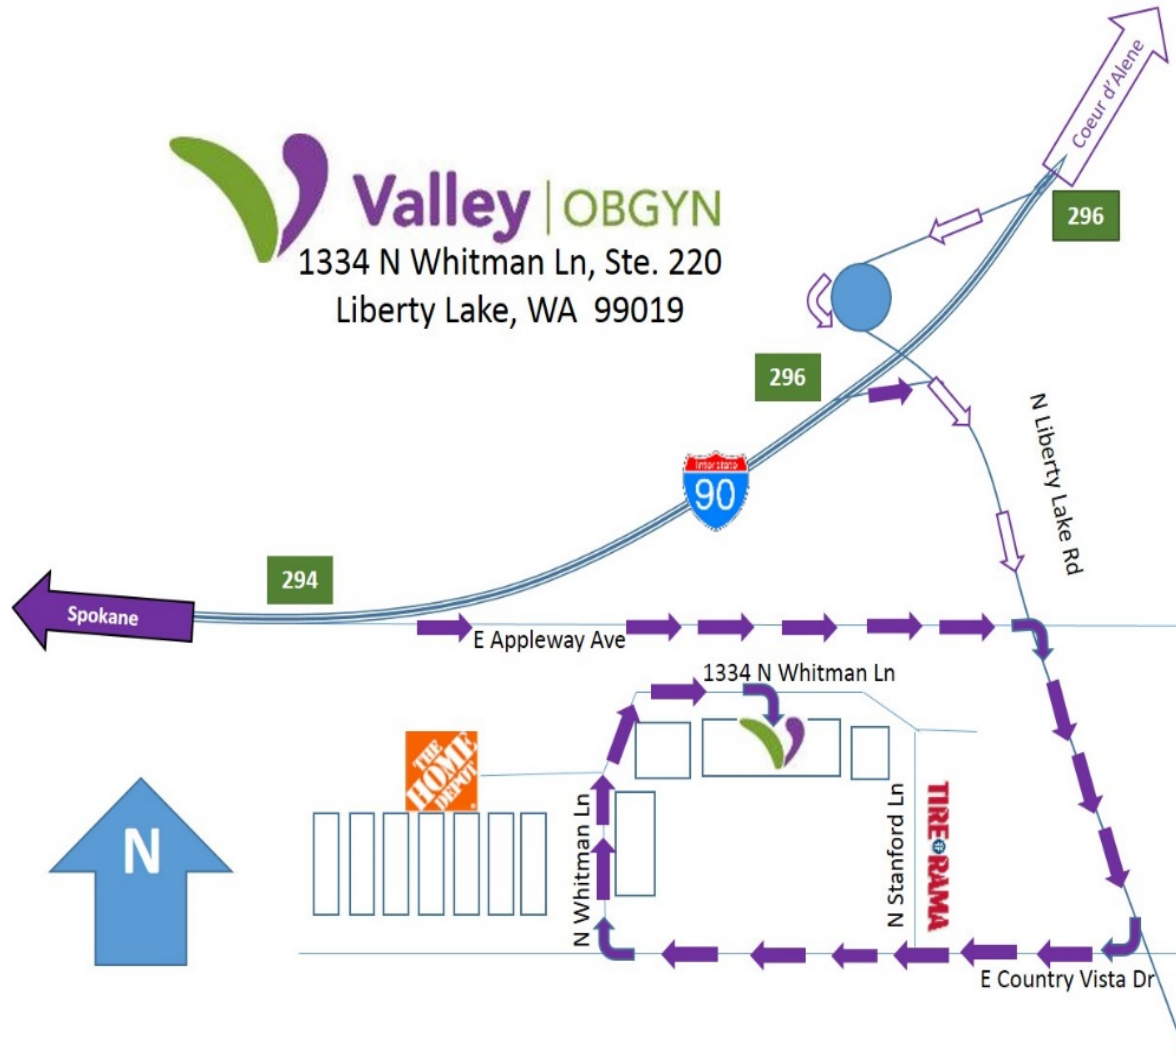 Coeur d'Alene
Valley | OBGYN
1334 N Whitman Ln, Ste. 220
Liberty Lake, WA  99019
296
296
N Liberty Lake Rd
Interstate
90
294
Spokane
E Appleway Ave
1334 N Whitman Ln
THE
HOME
DEPOT
N
N Whitman Ln
N Stanford Ln
TIRE RAMA
E Country Vista Dr